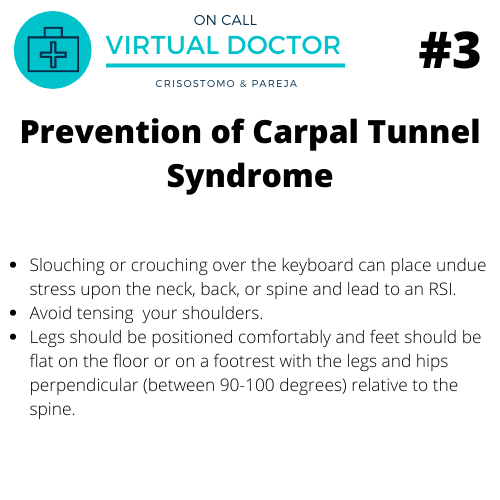 ON CALL
VIRTUAL DOCTOR
CRISOSTOMO & PAREJA
#3
Prevention of Carpal Tunnel
Syndrome
• Slouching or crouching over the keyboard can place undue
stress upon the neck, back, or spine and lead to an RSI.
• Avoid tensing  your shoulders.
• Legs should be positioned comfortably and feet should be
flat on the floor or on a footrest with the legs and hips
perpendicular (between 90-100 degrees) relative to the
spine.